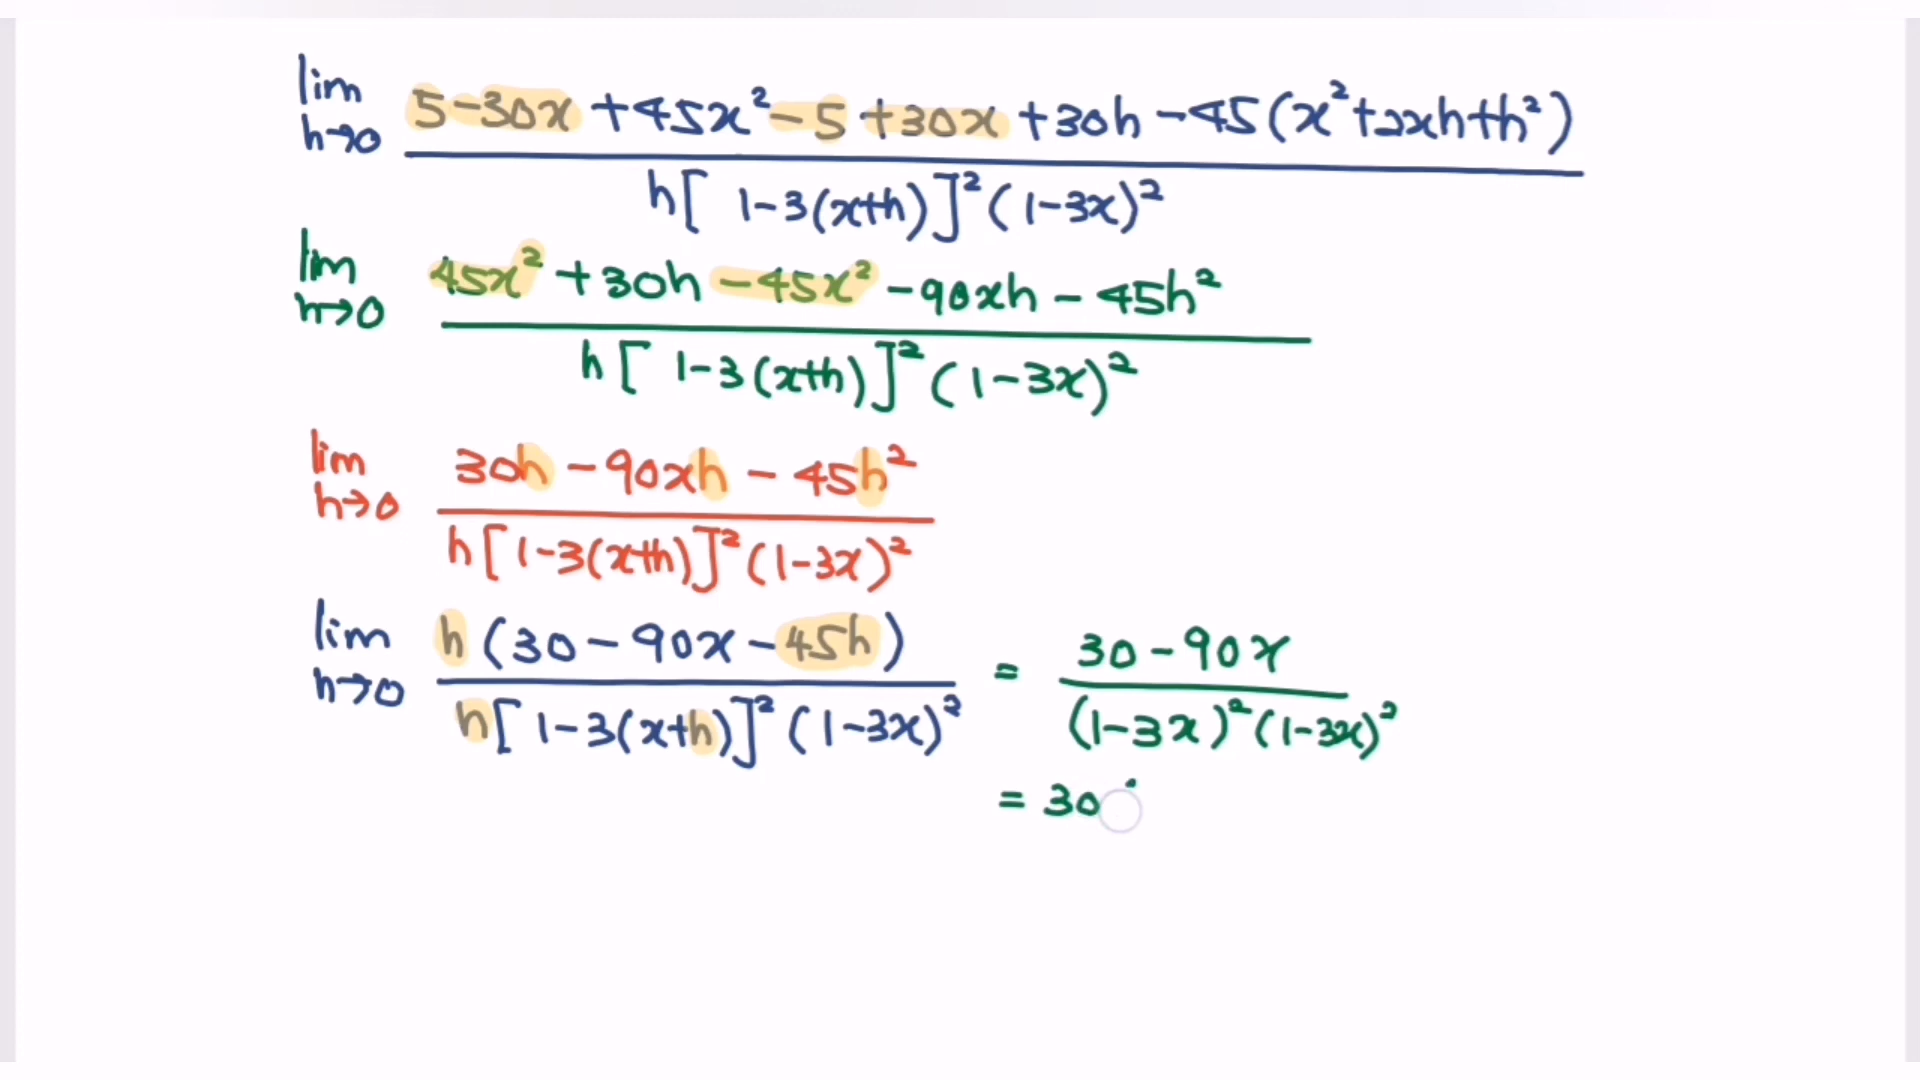 lim h→0 5-30x+45x²-5+30x+30h-45(x²+2xh+h²)
h[1-3(x+h)]²(1-3x)²
lim h→0 45x²+30h-45x²-90xh-45h²
h[1-3(x+h)]²(1-3x)²
lim h→0 30h-90xh-45h²
h[1-3(x+h)]²(1-3x)²
lim h→0 h(30-90x-45h) = 30-90x
h[1-3(x+h)]²(1-3x)² (1-3x)²(1-3x)²
= 30